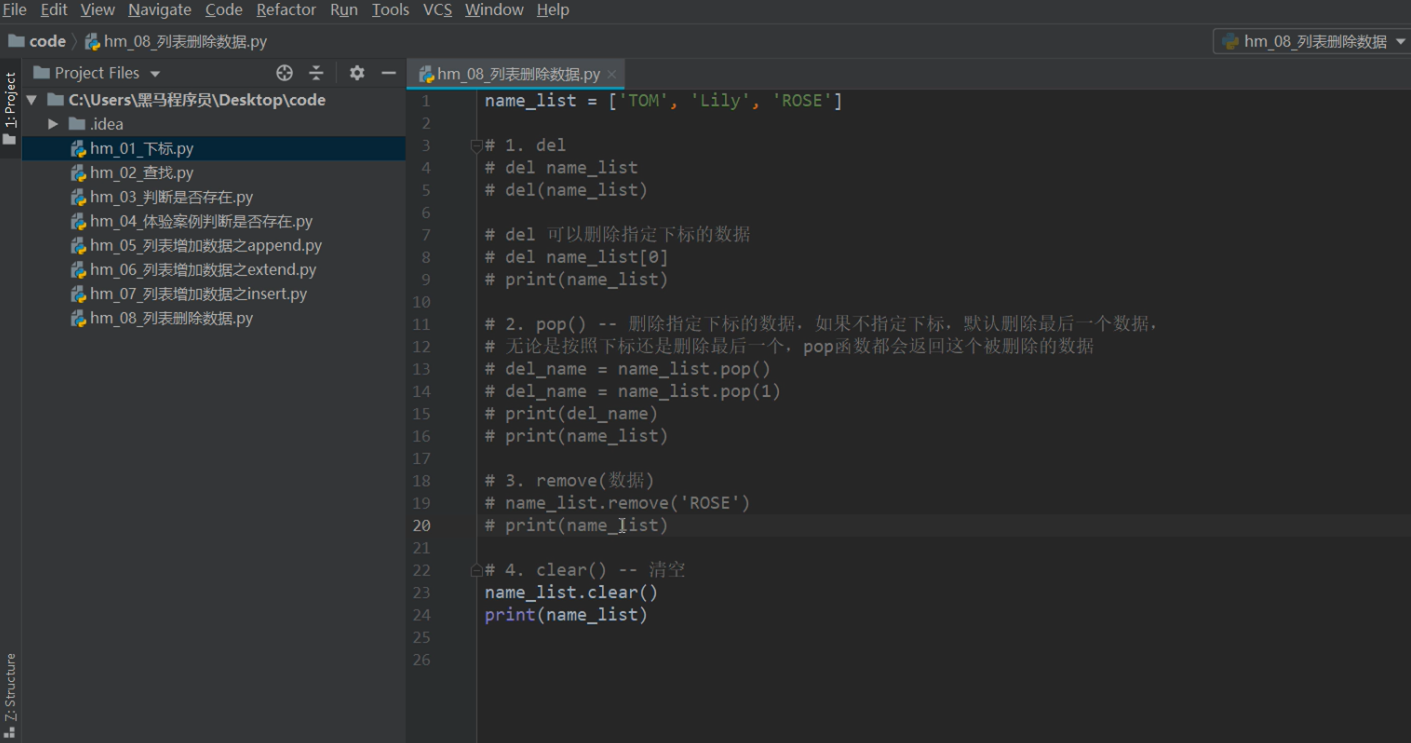 File Edit View Navigate Code Refactor Run Tools VCS Window Help
code hm_08_列表删除数据.py hm_08_列表删除数据
Project Files
hm_08_列表删除数据.py
1: Project
C:\Users\黑马程序员\Desktop\code
.idea
hm_01_下标.py
hm_02_查找.py
hm_03_判断是否存在.py
hm_04_体验案例判断是否存在.py
hm_05_列表增加数据之append.py
hm_06_列表增加数据之extend.py
hm_07_列表增加数据之insert.py
hm_08_列表删除数据.py
Z: Structure
1 name_list = ['TOM', 'Lily', 'ROSE']
2
3 # 1. del
4 # del name_list
5 # del(name_list)
6
7 # del 可以删除指定下标的数据
8 # del name_list[0]
9 # print(name_list)
10
11 # 2. pop() -- 删除指定下标的数据，如果不指定下标，默认删除最后一个数据，
12 # 无论是按照下标还是删除最后一个，pop函数都会返回这个被删除的数据
13 # del_name = name_list.pop()
14 # del_name = name_list.pop(1)
15 # print(del_name)
16 # print(name_list)
17
18 # 3. remove(数据)
19 # name_list.remove('ROSE')
20 # print(name_list)
21
22 # 4. clear() -- 清空
23 name_list.clear()
24 print(name_list)
25
26